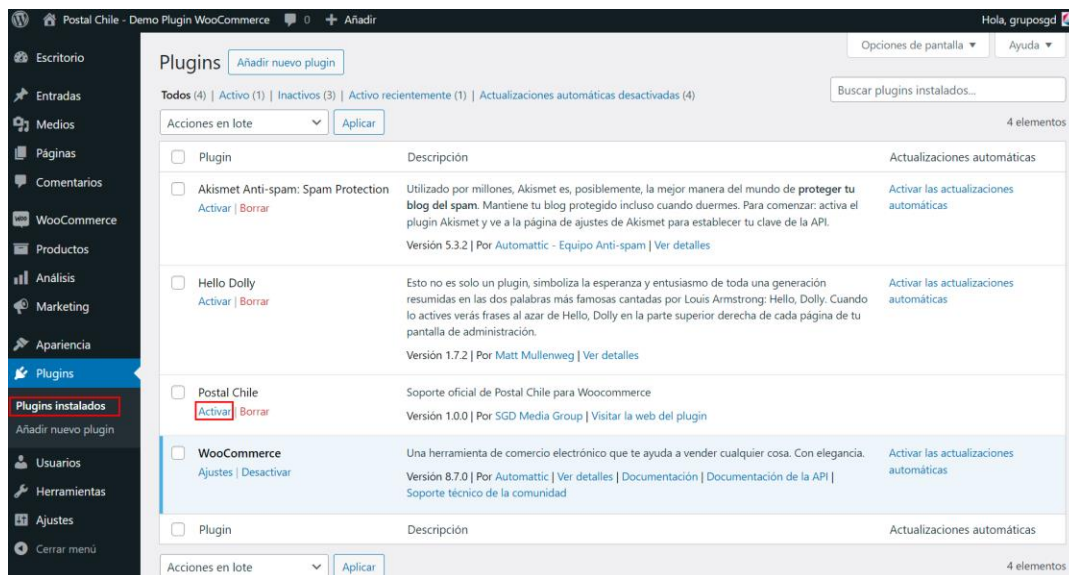 Postal Chile - Demo Plugin WooCommerce 0 + Añadir Hola, gruposgd
Opciones de pantalla ▼ Ayuda ▼
Escritorio
Entradas
Medios
Páginas
Comentarios
WooCommerce
Productos
Análisis
Marketing
Apariencia
Plugins
Plugins instalados
Añadir nuevo plugin
Usuarios
Herramientas
Ajustes
Cerrar menú
Plugins Añadir nuevo plugin
Todos (4) | Activo (1) | Inactivos (3) | Activo recientemente (1) | Actualizaciones automáticas desactivadas (4)
Buscar plugins instalados...
Acciones en lote Aplicar 4 elementos
Plugin Descripción Actualizaciones automáticas
Akismet Anti-spam: Spam Protection
Activar | Borrar
Utilizado por millones, Akismet es, posiblemente, la mejor manera del mundo de proteger tu
blog del spam. Mantiene tu blog protegido incluso cuando duermes. Para comenzar: activa el
plugin Akismet y ve a la página de ajustes de Akismet para establecer tu clave de la API.
Versión 5.3.2 | Por Automattic - Equipo Anti-spam | Ver detalles
Activar las actualizaciones
automáticas
Hello Dolly
Activar | Borrar
Esto no es solo un plugin, simboliza la esperanza y entusiasmo de toda una generación
resumidas en las dos palabras más famosas cantadas por Louis Armstrong: Hello, Dolly. Cuando
lo actives verás frases al azar de Hello, Dolly en la parte superior derecha de cada página de tu
pantalla de administración.
Versión 1.7.2 | Por Matt Mullenweg | Ver detalles
Activar las actualizaciones
automáticas
Postal Chile
Activar | Borrar
Soporte oficial de Postal Chile para Woocommerce
Versión 1.0.0 | Por SGD Media Group | Visitar la web del plugin
WooCommerce
Ajustes | Desactivar
Una herramienta de comercio electrónico que te ayuda a vender cualquier cosa. Con elegancia.
Versión 8.7.0 | Por Automattic | Ver detalles | Documentación | Documentación de la API |
Soporte técnico de la comunidad
Activar las actualizaciones
automáticas
Plugin Descripción Actualizaciones automáticas
Acciones en lote Aplicar 4 elementos